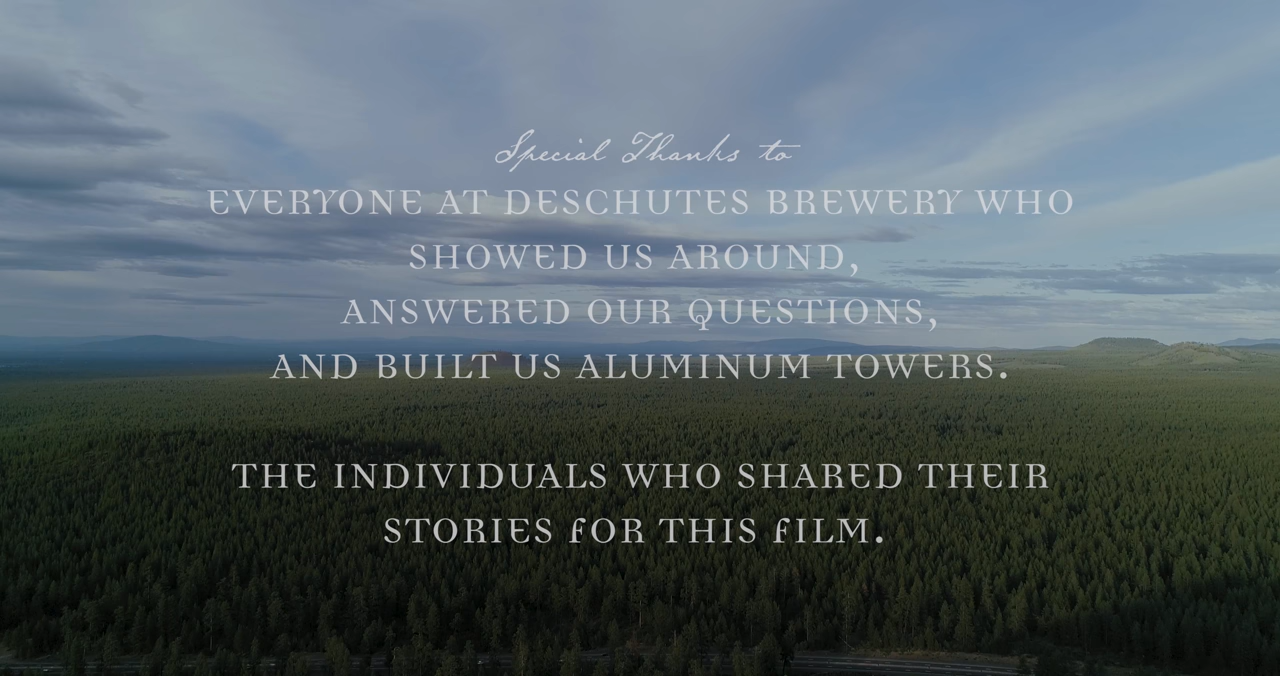 Special Thanks to
EVERYONE AT DESCHUTES BREWERY WHO
SHOWED US AROUND,
ANSWERED OUR QUESTIONS,
AND BUILT US ALUMINUM TOWERS.
THE INDIVIDUALS WHO SHARED THEIR
STORIES FOR THIS FILM.